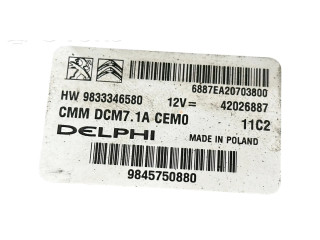 6887EA20703800
HW 9833346580 12V⎓ 42026887
CMM DCM7.1A CEM0 11C2
DELPHI MADE IN POLAND
9845750880